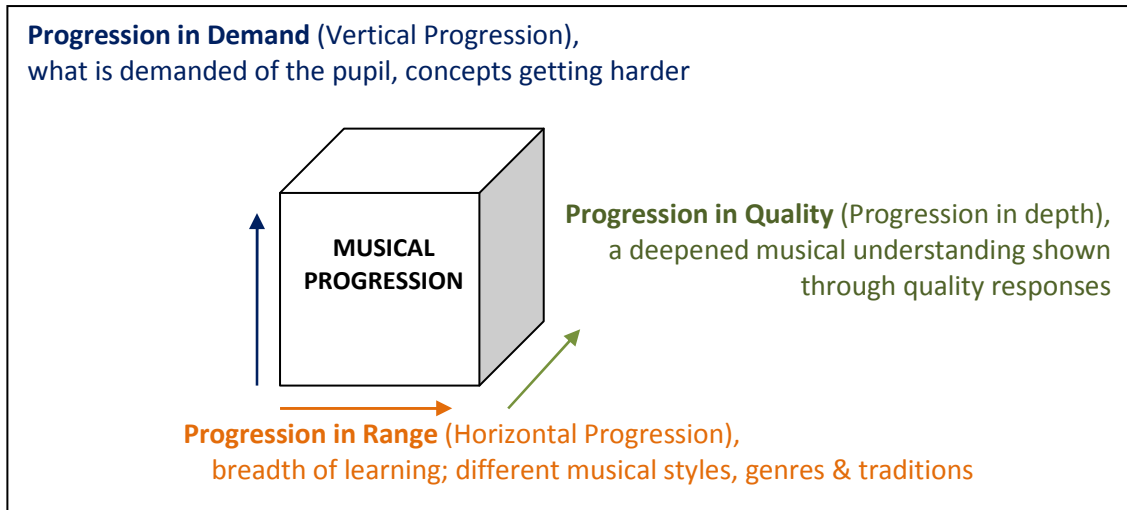 Progression in Demand (Vertical Progression),
what is demanded of the pupil, concepts getting harder
MUSICAL
PROGRESSION
Progression in Quality (Progression in depth),
a deepened musical understanding shown
through quality responses
Progression in Range (Horizontal Progression),
breadth of learning; different musical styles, genres & traditions